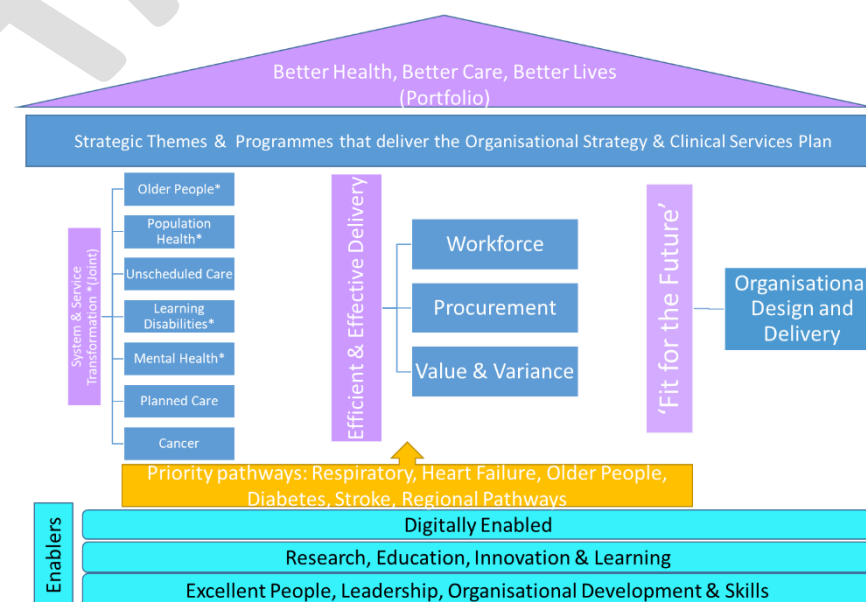 Better Health, Better Care, Better Lives
(Portfolio)
Strategic Themes & Programmes that deliver the Organisational Strategy & Clinical Services Plan
System & Service
Transformation *(Joint)
Older People*
Population
Health*
Unscheduled Care
Learning
Disabilities*
Mental Health*
Planned Care
Cancer
Efficient & Effective Delivery
Workforce
Procurement
Value & Variance
‘Fit for the Future’
Organisational
Design and
Delivery
Priority pathways: Respiratory, Heart Failure, Older People,
Diabetes, Stroke, Regional Pathways
Enablers
Digitally Enabled
Research, Education, Innovation & Learning
Excellent People, Leadership, Organisational Development & Skills